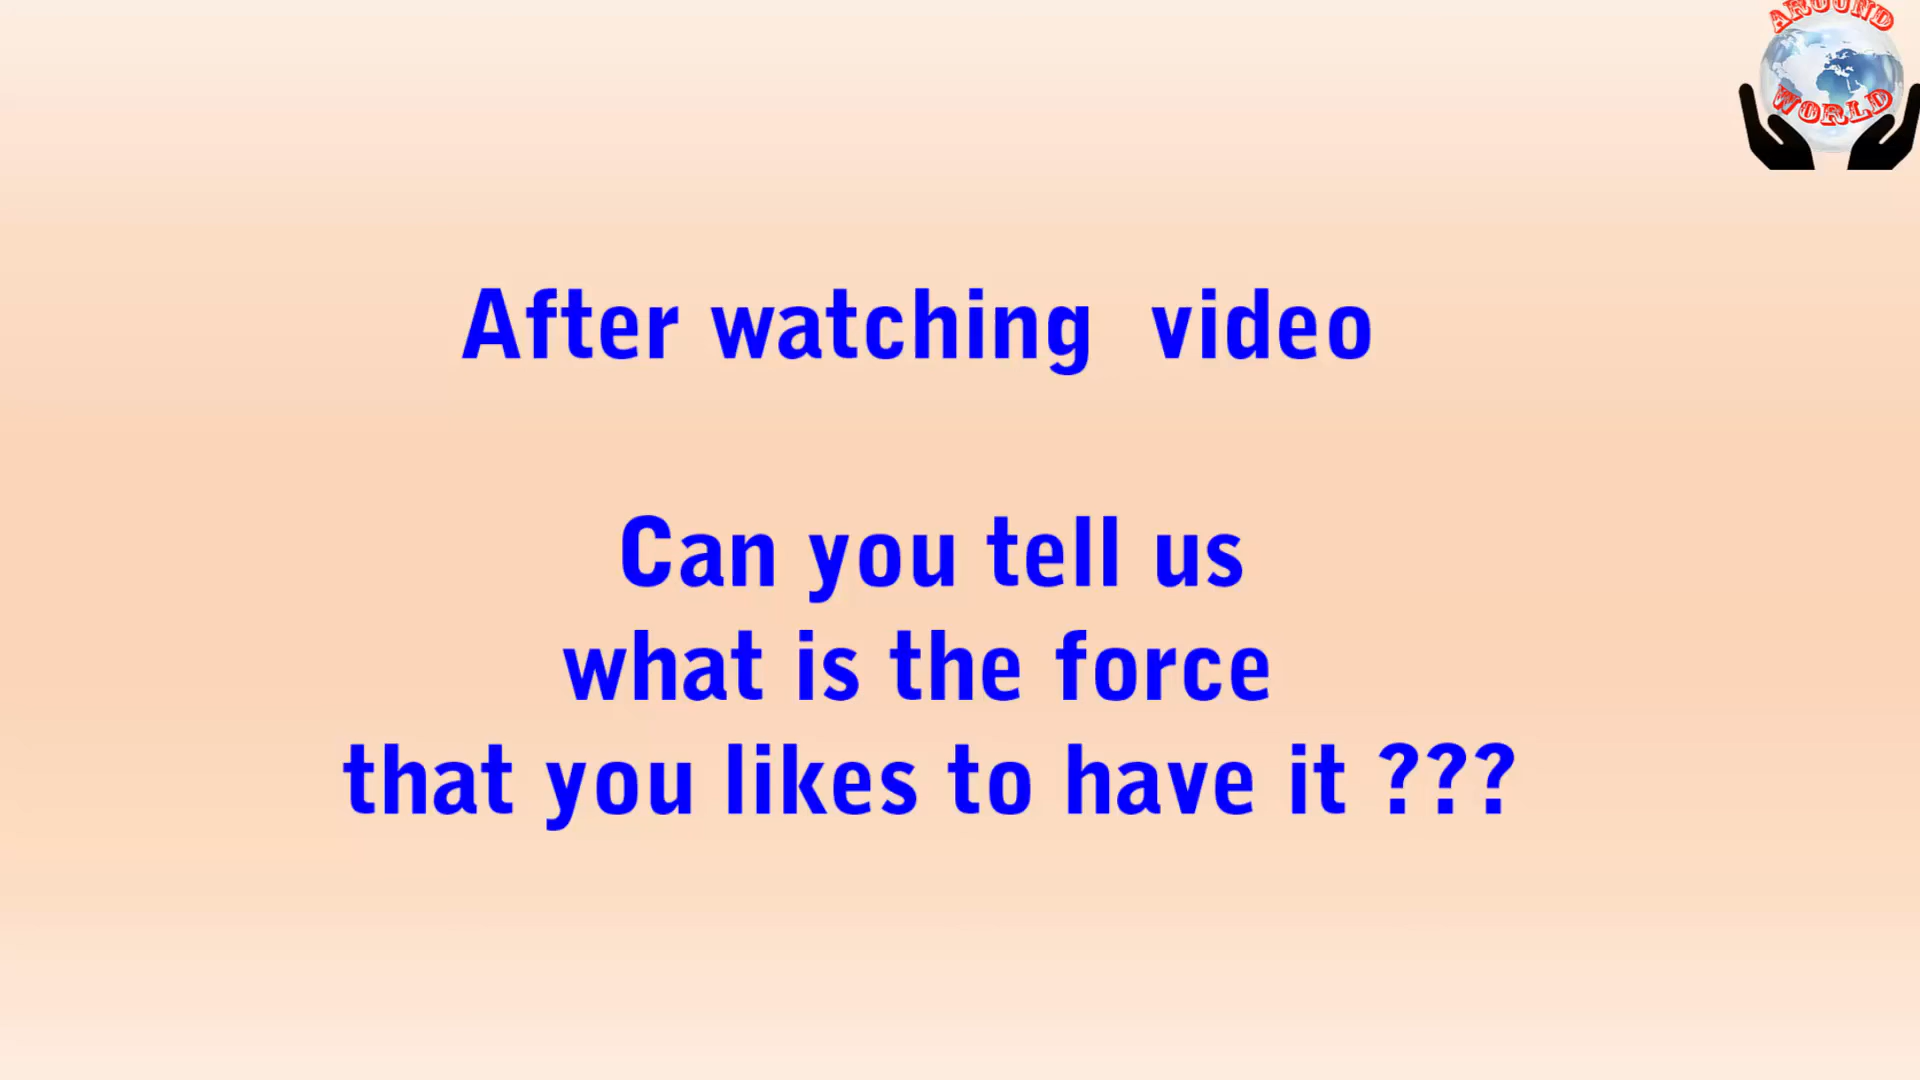 AROUND
WORLD
After watching  video
Can you tell us
what is the force
that you likes to have it ???